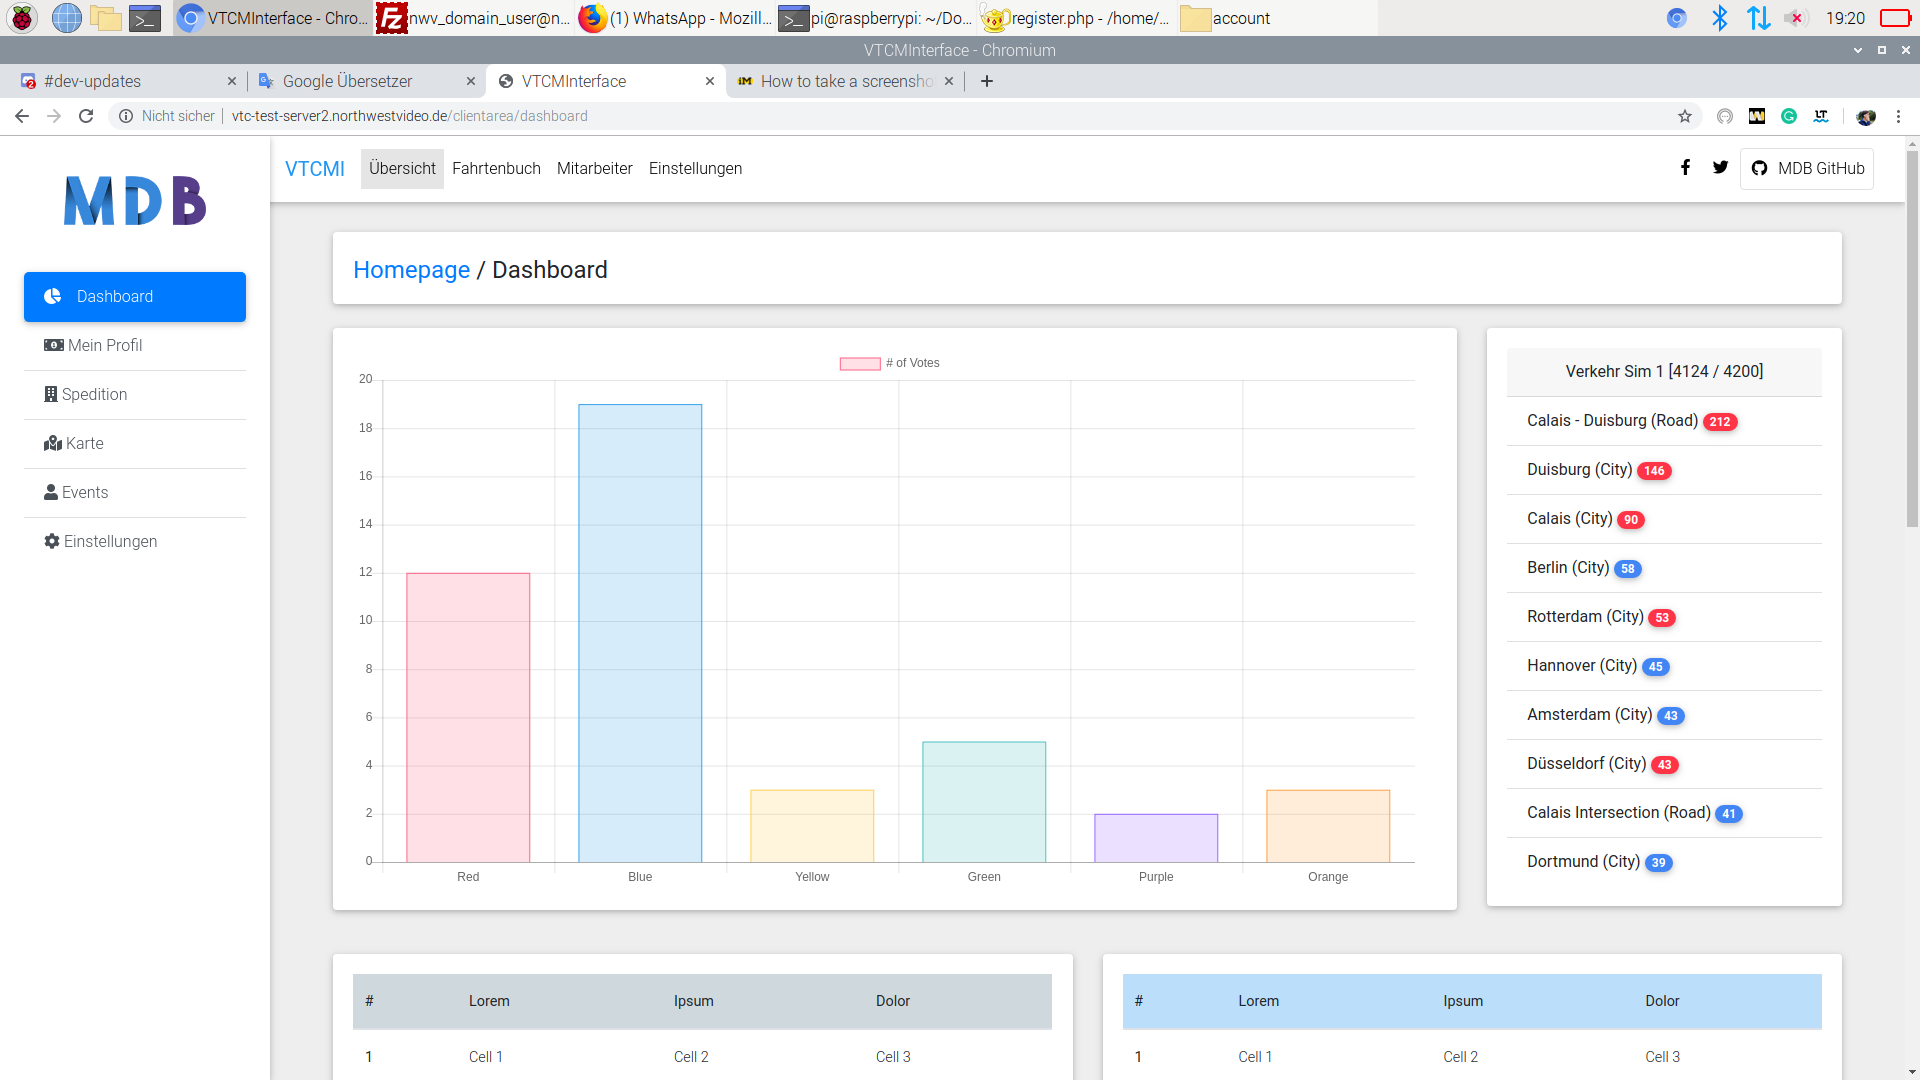 VTCMInterface - Chro...
nwv_domain_user@n...
(1) WhatsApp - Mozill...
pi@raspberrypi: ~/Do...
register.php - /home/...
account
19:20
VTCMInterface - Chromium
#dev-updates
Google Übersetzer
VTCMInterface
How to take a screensho
Nicht sicher
vtc-test-server2.northwestvideo.de/clientarea/dashboard
MDB
VTCMI
Übersicht
Fahrtenbuch
Mitarbeiter
Einstellungen
MDB GitHub
Dashboard
Mein Profil
Spedition
Karte
Events
Einstellungen
Homepage / Dashboard
# of Votes
20
18
16
14
12
10
8
6
4
2
0
Red
Blue
Yellow
Green
Purple
Orange
Verkehr Sim 1 [4124 / 4200]
Calais - Duisburg (Road) 212
Duisburg (City) 146
Calais (City) 90
Berlin (City) 58
Rotterdam (City) 53
Hannover (City) 45
Amsterdam (City) 43
Düsseldorf (City) 43
Calais Intersection (Road) 41
Dortmund (City) 39
# Lorem Ipsum Dolor
1 Cell 1 Cell 2 Cell 3
# Lorem Ipsum Dolor
1 Cell 1 Cell 2 Cell 3